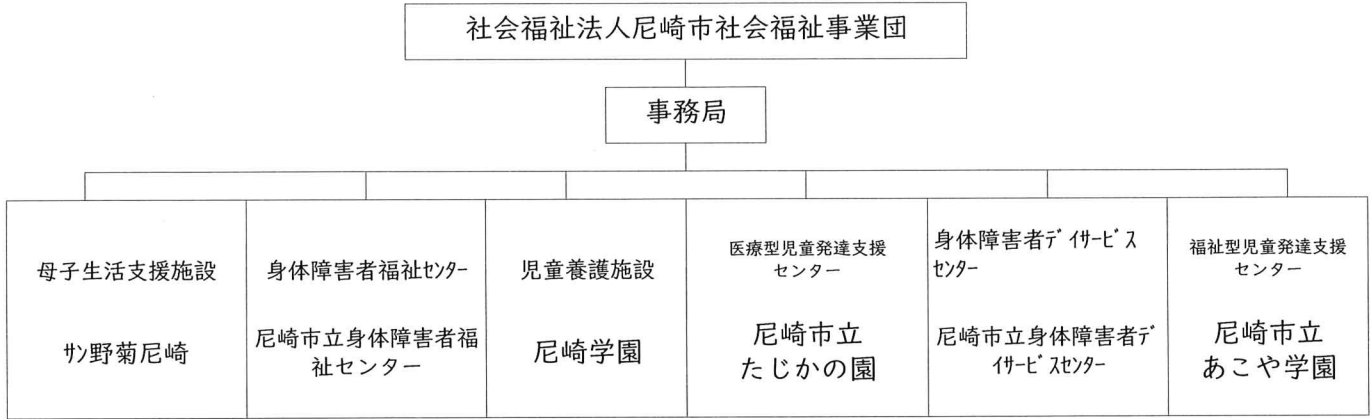 社会福祉法人尼崎市社会福祉事業団
事務局
母子生活支援施設
サン野菊尼崎
身体障害者福祉センター
尼崎市立身体障害者福
祉センター
児童養護施設
尼崎学園
医療型児童発達支援
センター
尼崎市立
たじかの園
身体障害者デイサービス
センター
尼崎市立身体障害者デ
イサービスセンター
福祉型児童発達支援
センター
尼崎市立
あこや学園